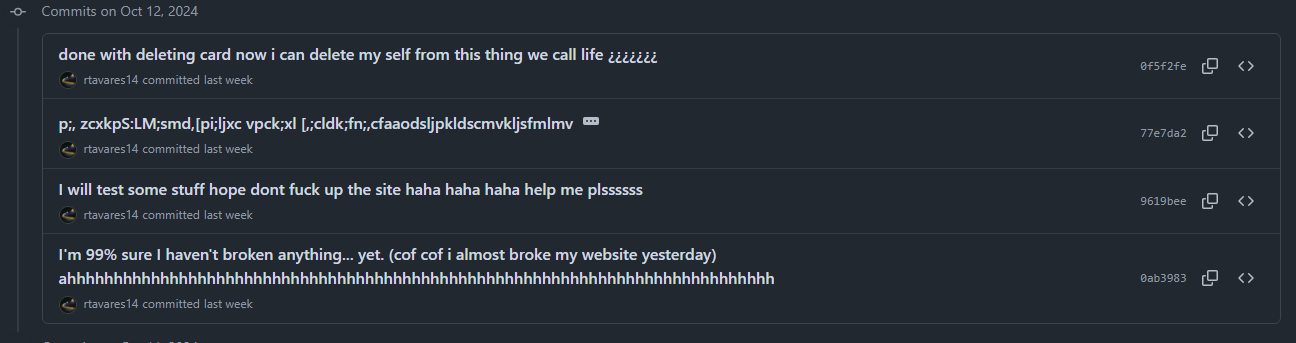 Commits on Oct 12, 2024
done with deleting card now i can delete my self from this thing we call life ¿¿¿¿¿¿¿
rtavares14 committed last week
0f5f2fe
p;, zcxkpS:LM;smd,[pi;ljxc vpck;xl [,;cldk;fn;,cfaaodsljpkldscmvkljsfmlmv
rtavares14 committed last week
77e7da2
I will test some stuff hope dont fuck up the site haha haha haha help me plssssss
rtavares14 committed last week
9619bee
I'm 99% sure I haven't broken anything... yet. (cof cof i almost broke my website yesterday)
ahhhhhhhhhhhhhhhhhhhhhhhhhhhhhhhhhhhhhhhhhhhhhhhhhhhhhhhhhhhhhhhhhhhhhhhhhhh
rtavares14 committed last week
0ab3983